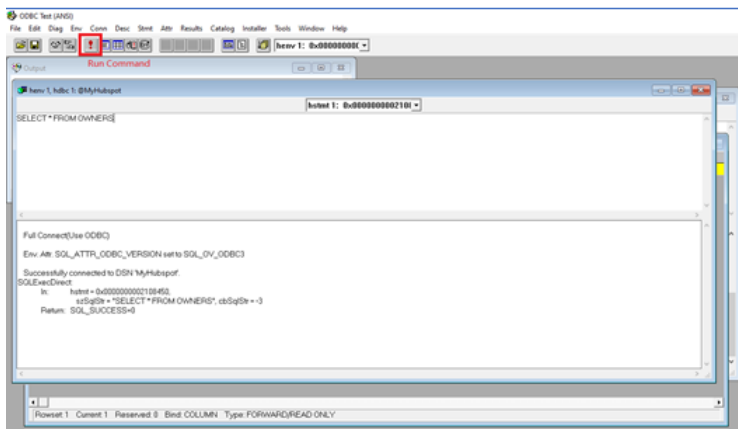 ODBC Test (ANSI)
File Edit Diag Env Conn Desc Stmt Attr Results Catalog Installer Tools Window Help
henv 1: 0x00000000(
Output
Run Command
henv 1, hdbc 1: @MyHubspot
hstmt 1: 0x000000000210(
SELECT * FROM OWNERS
Full Connect(Use ODBC)
Env. Attr. SQL_ATTR_ODBC_VERSION set to SQL_OV_ODBC3
Successfully connected to DSN 'MyHubspot'.
SQLExecDirect:
In: hstmt = 0x0000000002108450,
szSqlStr = "SELECT * FROM OWNERS", cbSqlStr = -3
Return: SQL_SUCCESS=0
Rowset 1 Current 1 Reserved: 0 Bind: COLUMN Type: FORWARD/READ ONLY